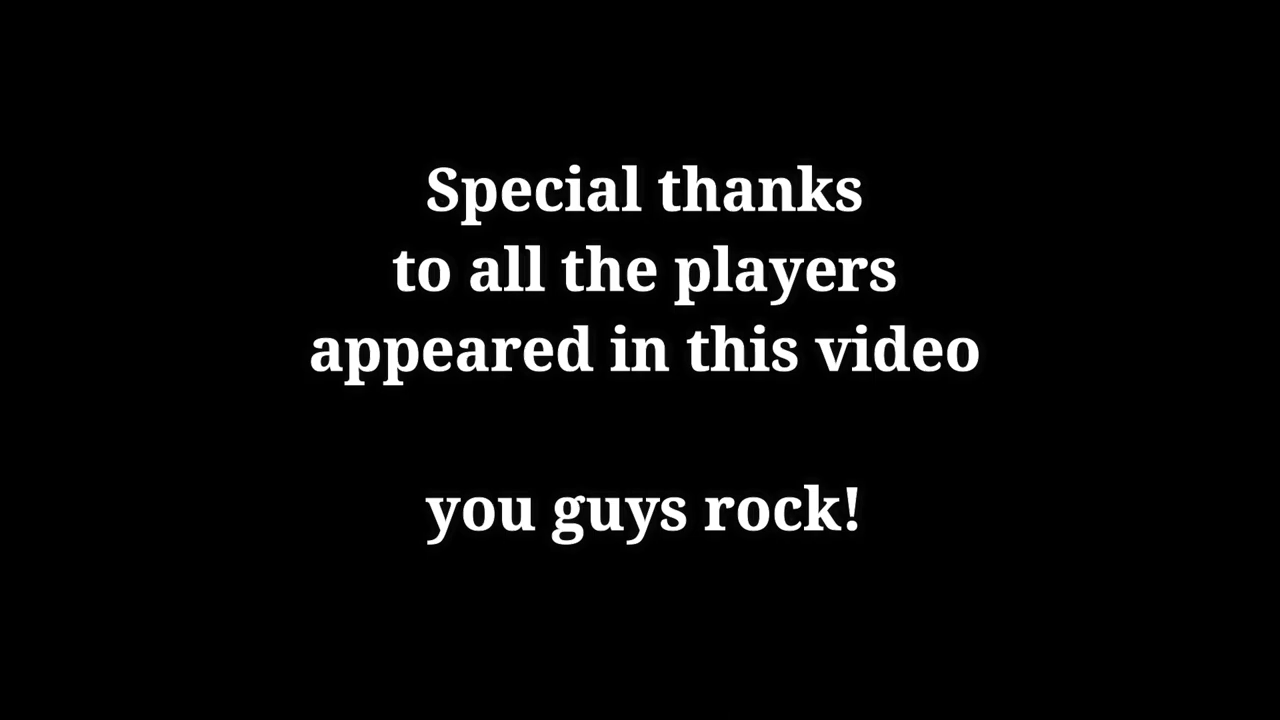 Special thanks
to all the players
appeared in this video
you guys rock!